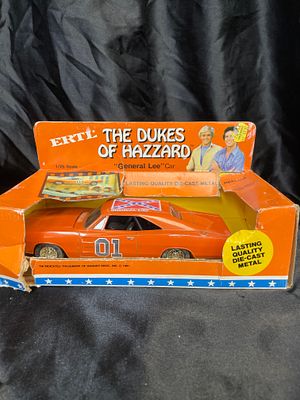 ERTL
THE DUKES
OF HAZZARD
1/25 Scale
"General Lee" Car
LASTING QUALITY DIE-CAST METAL
01
LASTING
QUALITY
DIE-CAST
METAL